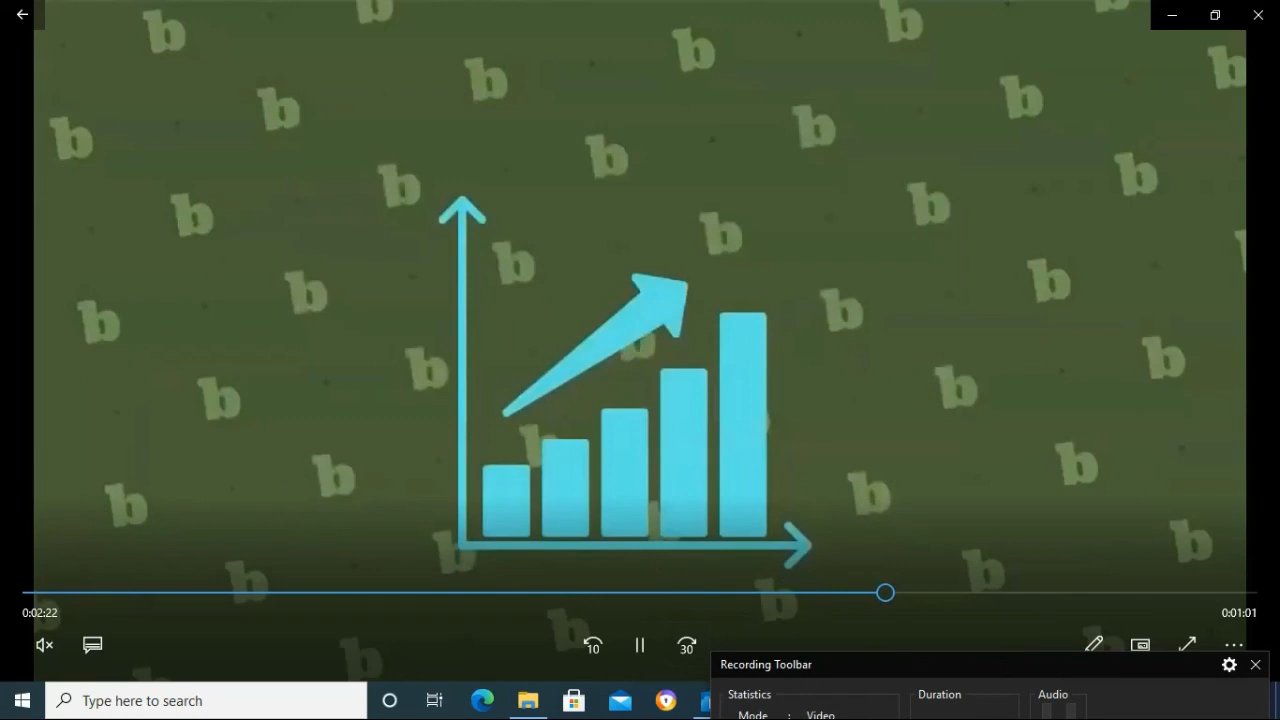 0:02:22
0:01:01
10
30
Recording Toolbar
Statistics
Duration
Audio
Mode : Video
Type here to search